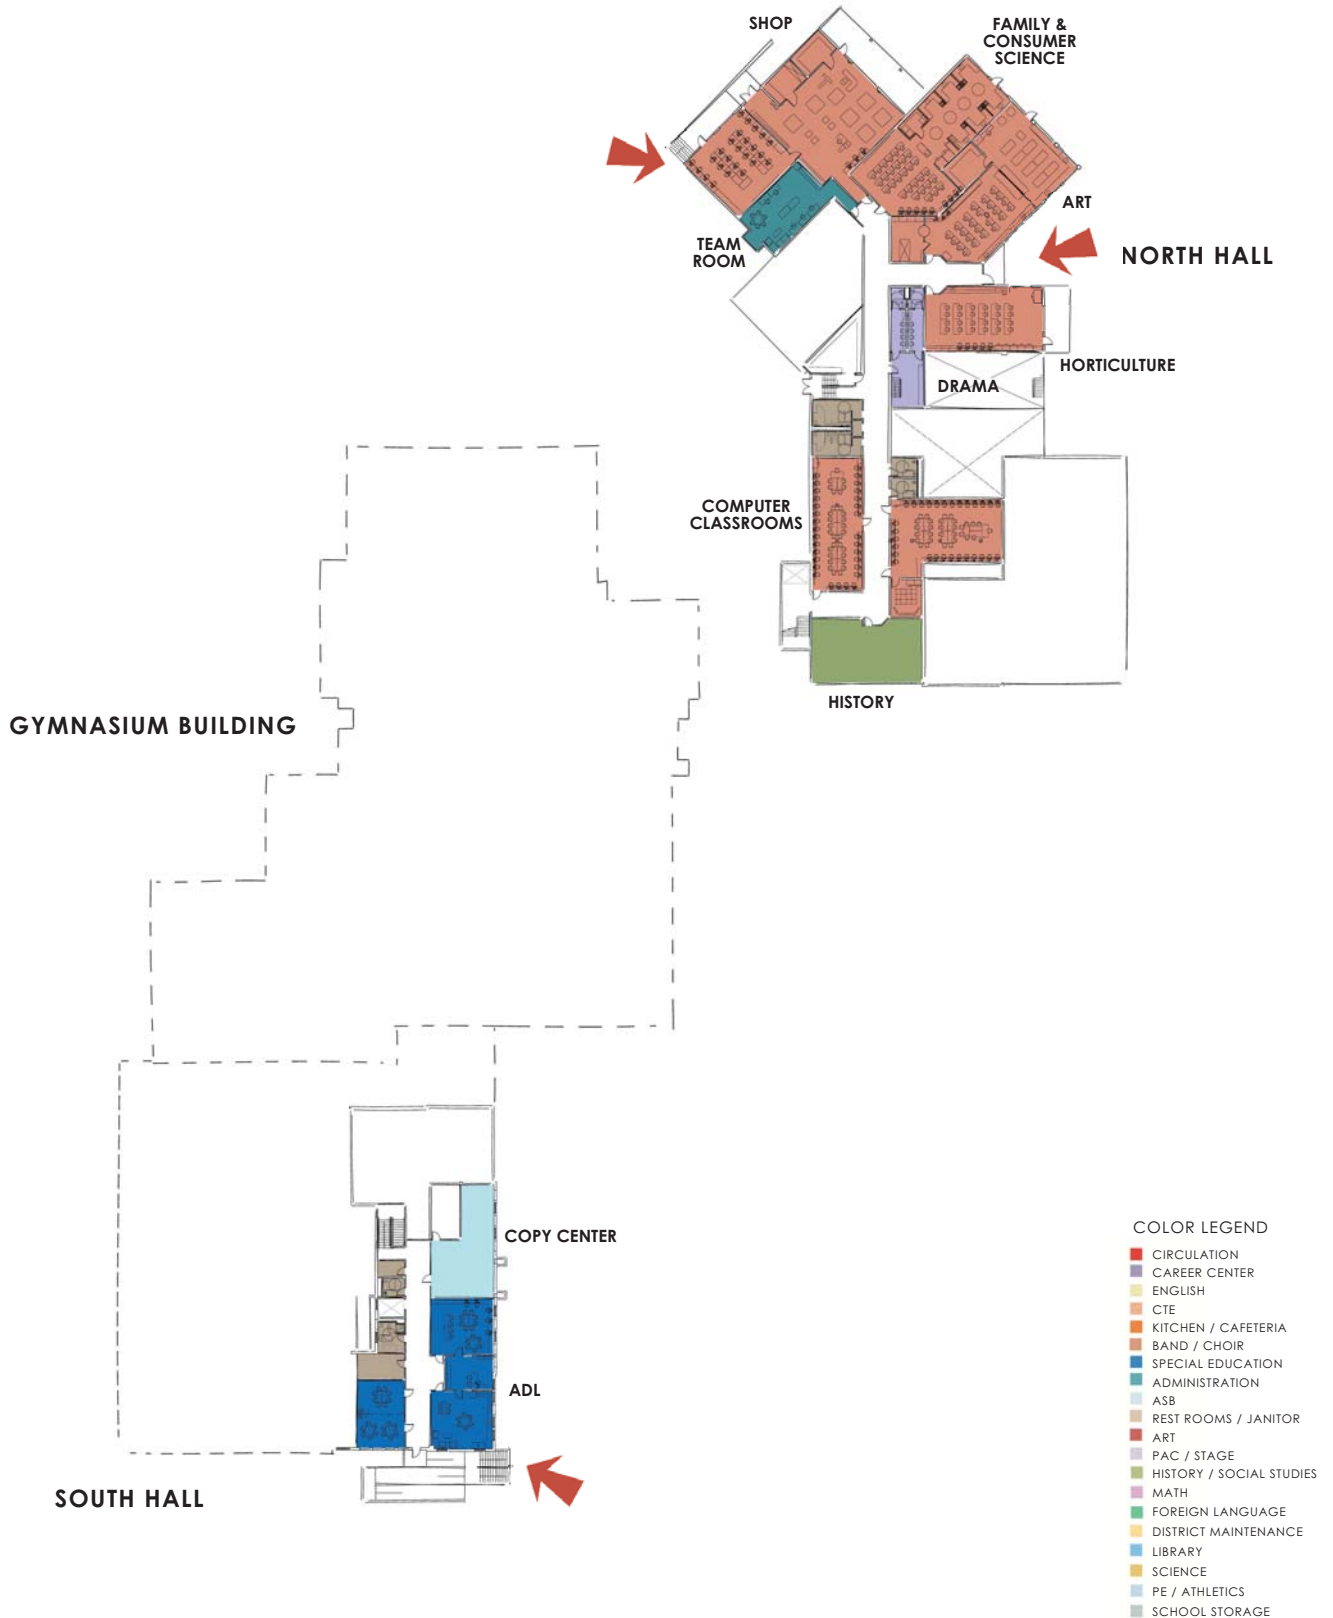 SHOP
FAMILY &
CONSUMER
SCIENCE
ART
TEAM
ROOM
NORTH HALL
HORTICULTURE
DRAMA
COMPUTER
CLASSROOMS
HISTORY
GYMNASIUM BUILDING
COPY CENTER
ADL
SOUTH HALL
COLOR LEGEND
CIRCULATION
CAREER CENTER
ENGLISH
CTE
KITCHEN / CAFETERIA
BAND / CHOIR
SPECIAL EDUCATION
ADMINISTRATION
ASB
REST ROOMS / JANITOR
ART
PAC / STAGE
HISTORY / SOCIAL STUDIES
MATH
FOREIGN LANGUAGE
DISTRICT MAINTENANCE
LIBRARY
SCIENCE
PE / ATHLETICS
SCHOOL STORAGE